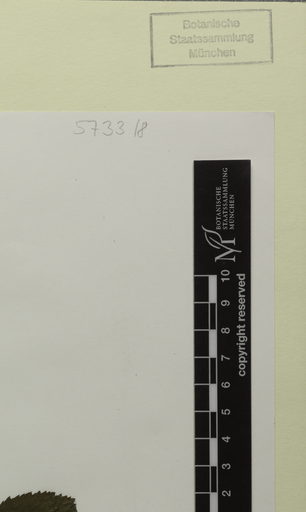 Botanische
Staatssammlung
München
5733/8
BOTANISCHE
STAATSSAMMLUNG
MÜNCHEN
M
10
9
8
7
6
5
4
3
2
copyright reserved